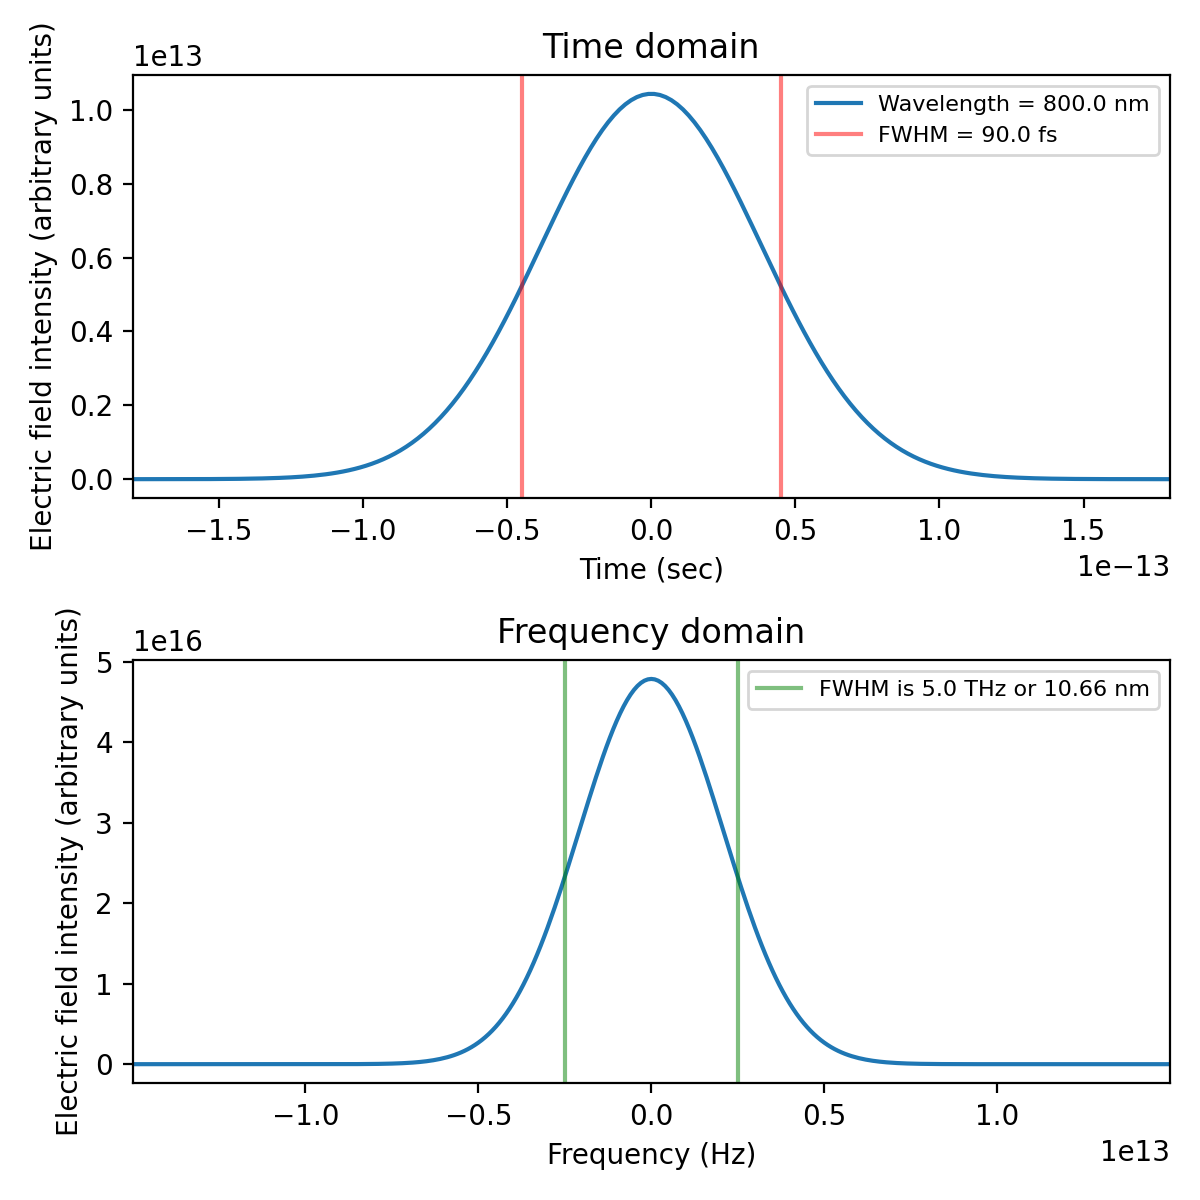 Time domain
1e13
Electric field intensity (arbitrary units)
1.0
0.8
0.6
0.4
0.2
0.0
Wavelength = 800.0 nm
FWHM = 90.0 fs
−1.5 −1.0 −0.5 0.0 0.5 1.0 1.5
Time (sec)
1e−13
Frequency domain
1e16
Electric field intensity (arbitrary units)
5
4
3
2
1
0
FWHM is 5.0 THz or 10.66 nm
−1.0 −0.5 0.0 0.5 1.0
Frequency (Hz)
1e13